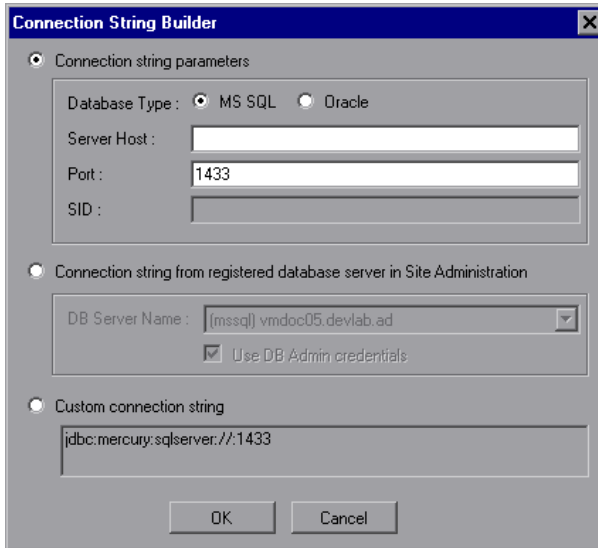 Connection String Builder
Connection string parameters
Database Type : MS SQL Oracle
Server Host :
Port : 1433
SID :
Connection string from registered database server in Site Administration
DB Server Name : (mssql) vmdoc05.devlab.ad
Use DB Admin credentials
Custom connection string
jdbc:mercury:sqlserver://:1433
OK Cancel